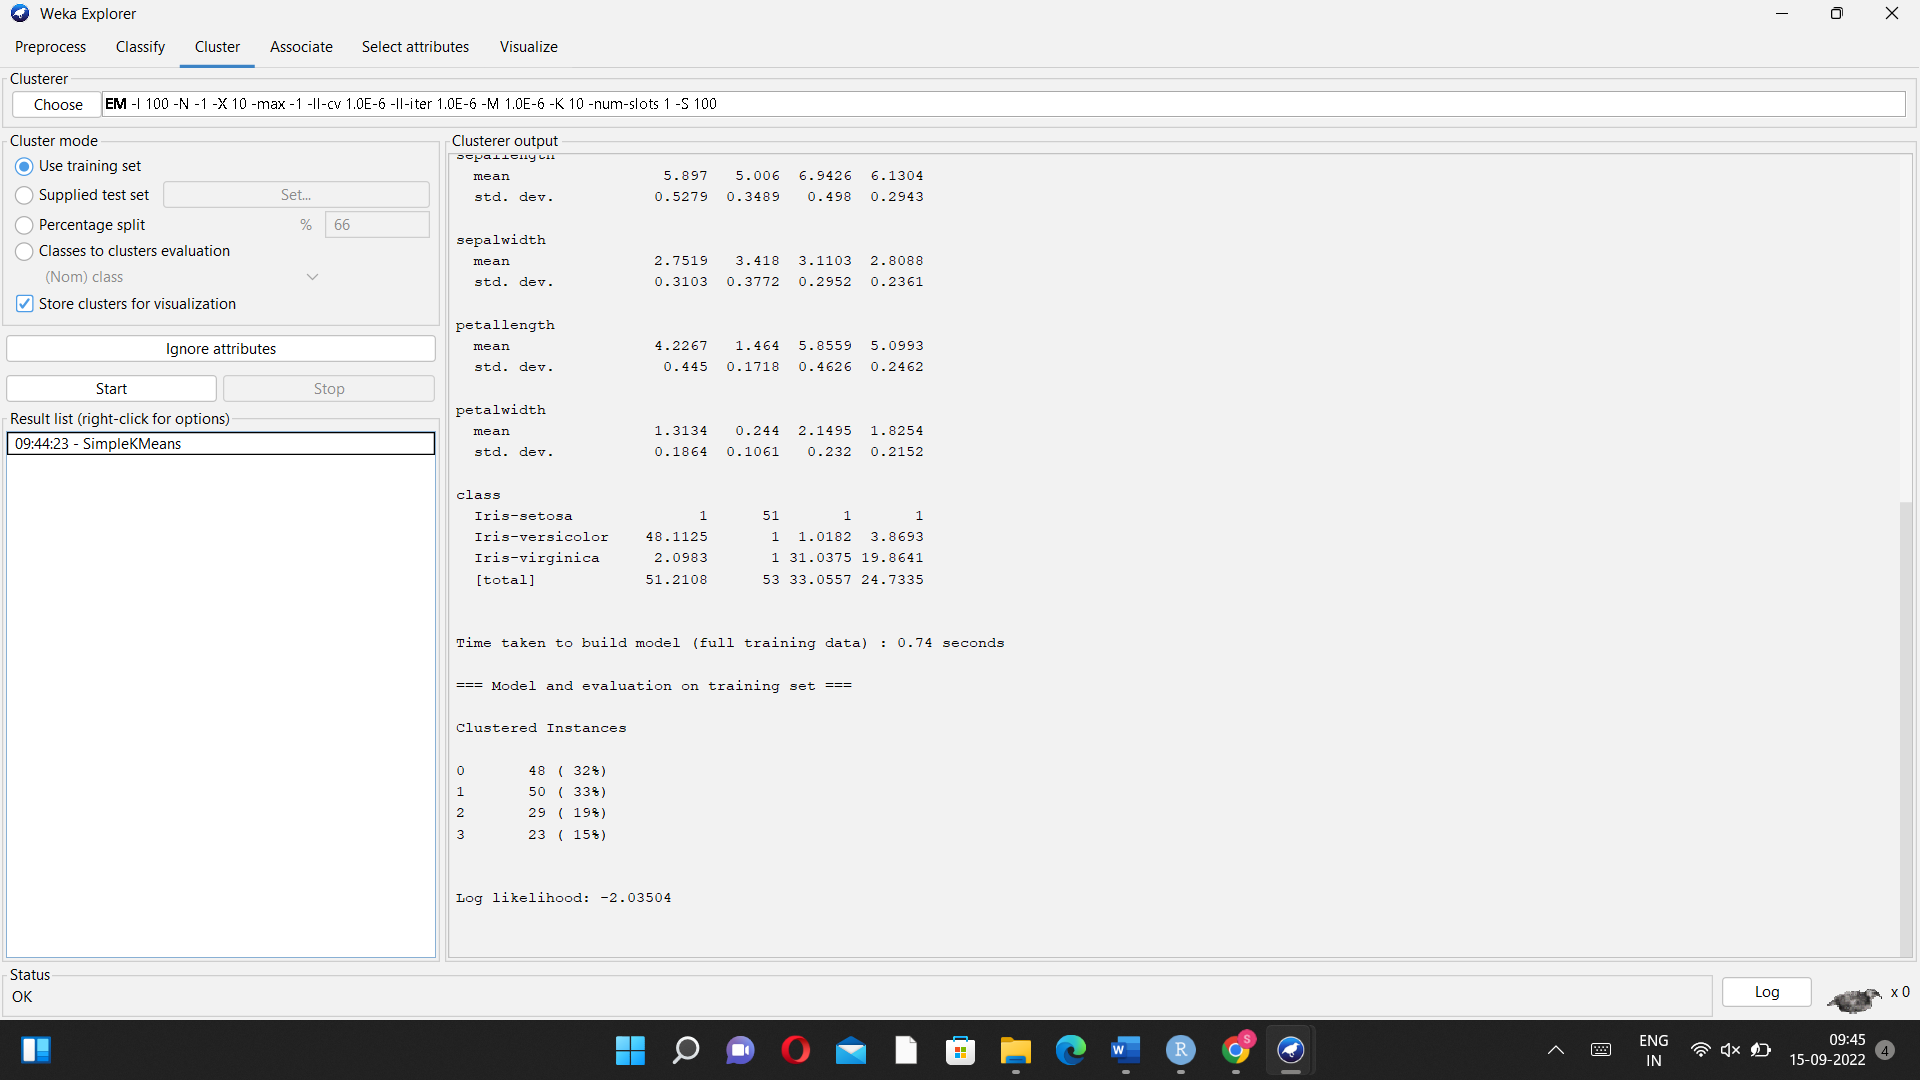 Weka Explorer
Preprocess Classify Cluster Associate Select attributes Visualize
Clusterer
Choose EM -I 100 -N -1 -X 10 -max -1 -ll-cv 1.0E-6 -ll-iter 1.0E-6 -M 1.0E-6 -K 10 -num-slots 1 -S 100
Cluster mode
Use training set
Supplied test set Set...
Percentage split % 66
Classes to clusters evaluation
(Nom) class
Store clusters for visualization
Ignore attributes
Start Stop
Result list (right-click for options)
09:44:23 - SimpleKMeans
Clusterer output
sepallength
mean 5.897 5.006 6.9426 6.1304
std. dev. 0.5279 0.3489 0.498 0.2943
sepalwidth
mean 2.7519 3.418 3.1103 2.8088
std. dev. 0.3103 0.3772 0.2952 0.2361
petallength
mean 4.2267 1.464 5.8559 5.0993
std. dev. 0.445 0.1718 0.4626 0.2462
petalwidth
mean 1.3134 0.244 2.1495 1.8254
std. dev. 0.1864 0.1061 0.232 0.2152
class
Iris-setosa 1 51 1 1
Iris-versicolor 48.1125 1 1.0182 3.8693
Iris-virginica 2.0983 1 31.0375 19.8641
[total] 51.2108 53 33.0557 24.7335
Time taken to build model (full training data) : 0.74 seconds
=== Model and evaluation on training set ===
Clustered Instances
0 48 ( 32%)
1 50 ( 33%)
2 29 ( 19%)
3 23 ( 15%)
Log likelihood: -2.03504
Status
OK
Log x 0
W R S
ENG
IN
09:45
15-09-2022
4